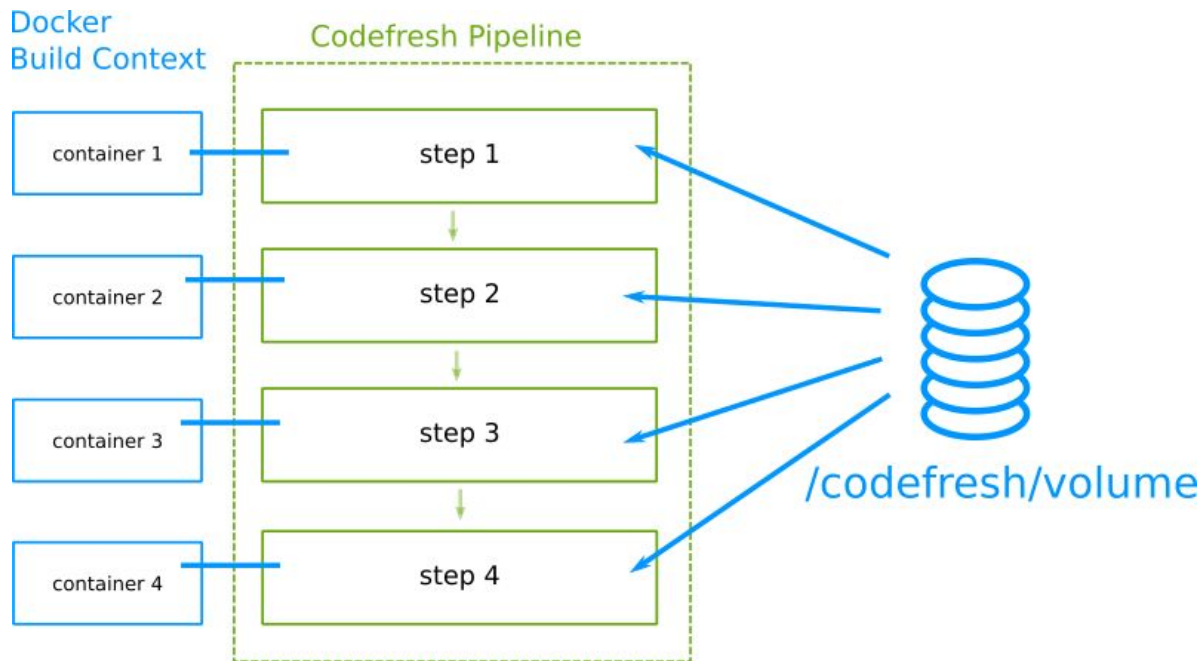 Docker
Build Context
Codefresh Pipeline
container 1
step 1
container 2
step 2
container 3
step 3
/codefresh/volume
container 4
step 4